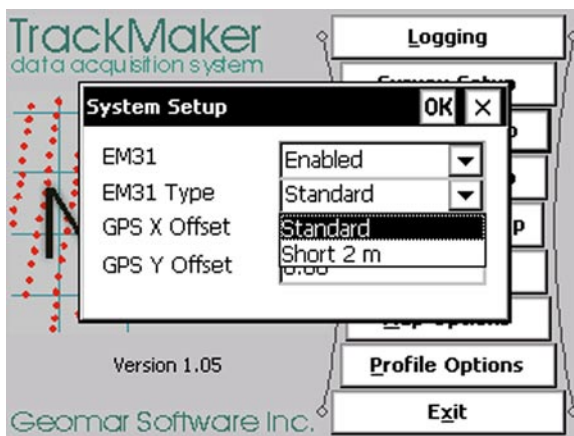 TrackMaker
data acquisition system
Logging
System Setup
OK
EM31
Enabled
EM31 Type
Standard
GPS X Offset
Standard
Short 2 m
GPS Y Offset
Version 1.05
Profile Options
Exit
Geomar Software Inc.